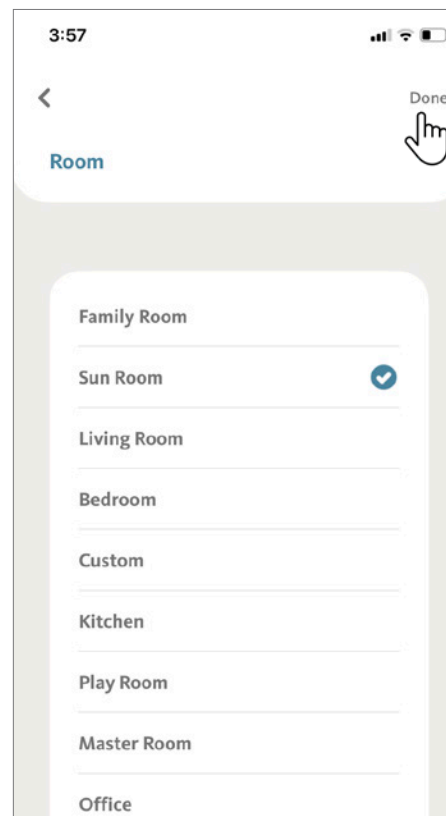 3:57
Done
Room
Family Room
Sun Room
Living Room
Bedroom
Custom
Kitchen
Play Room
Master Room
Office